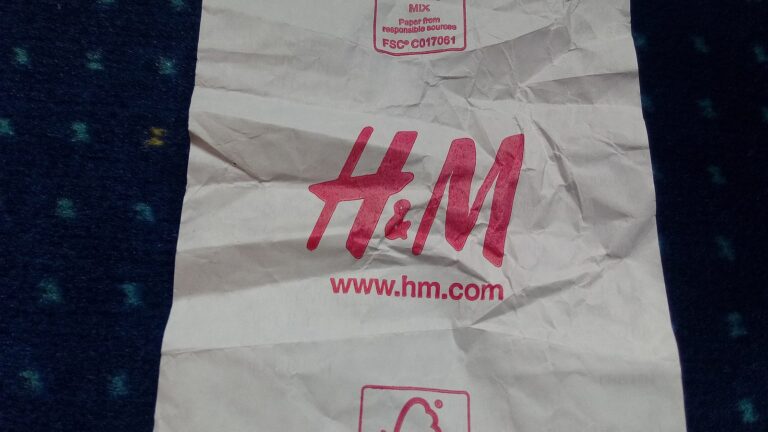 MIX
Paper from
responsible sources
FSC® C017061
H&M
www.hm.com